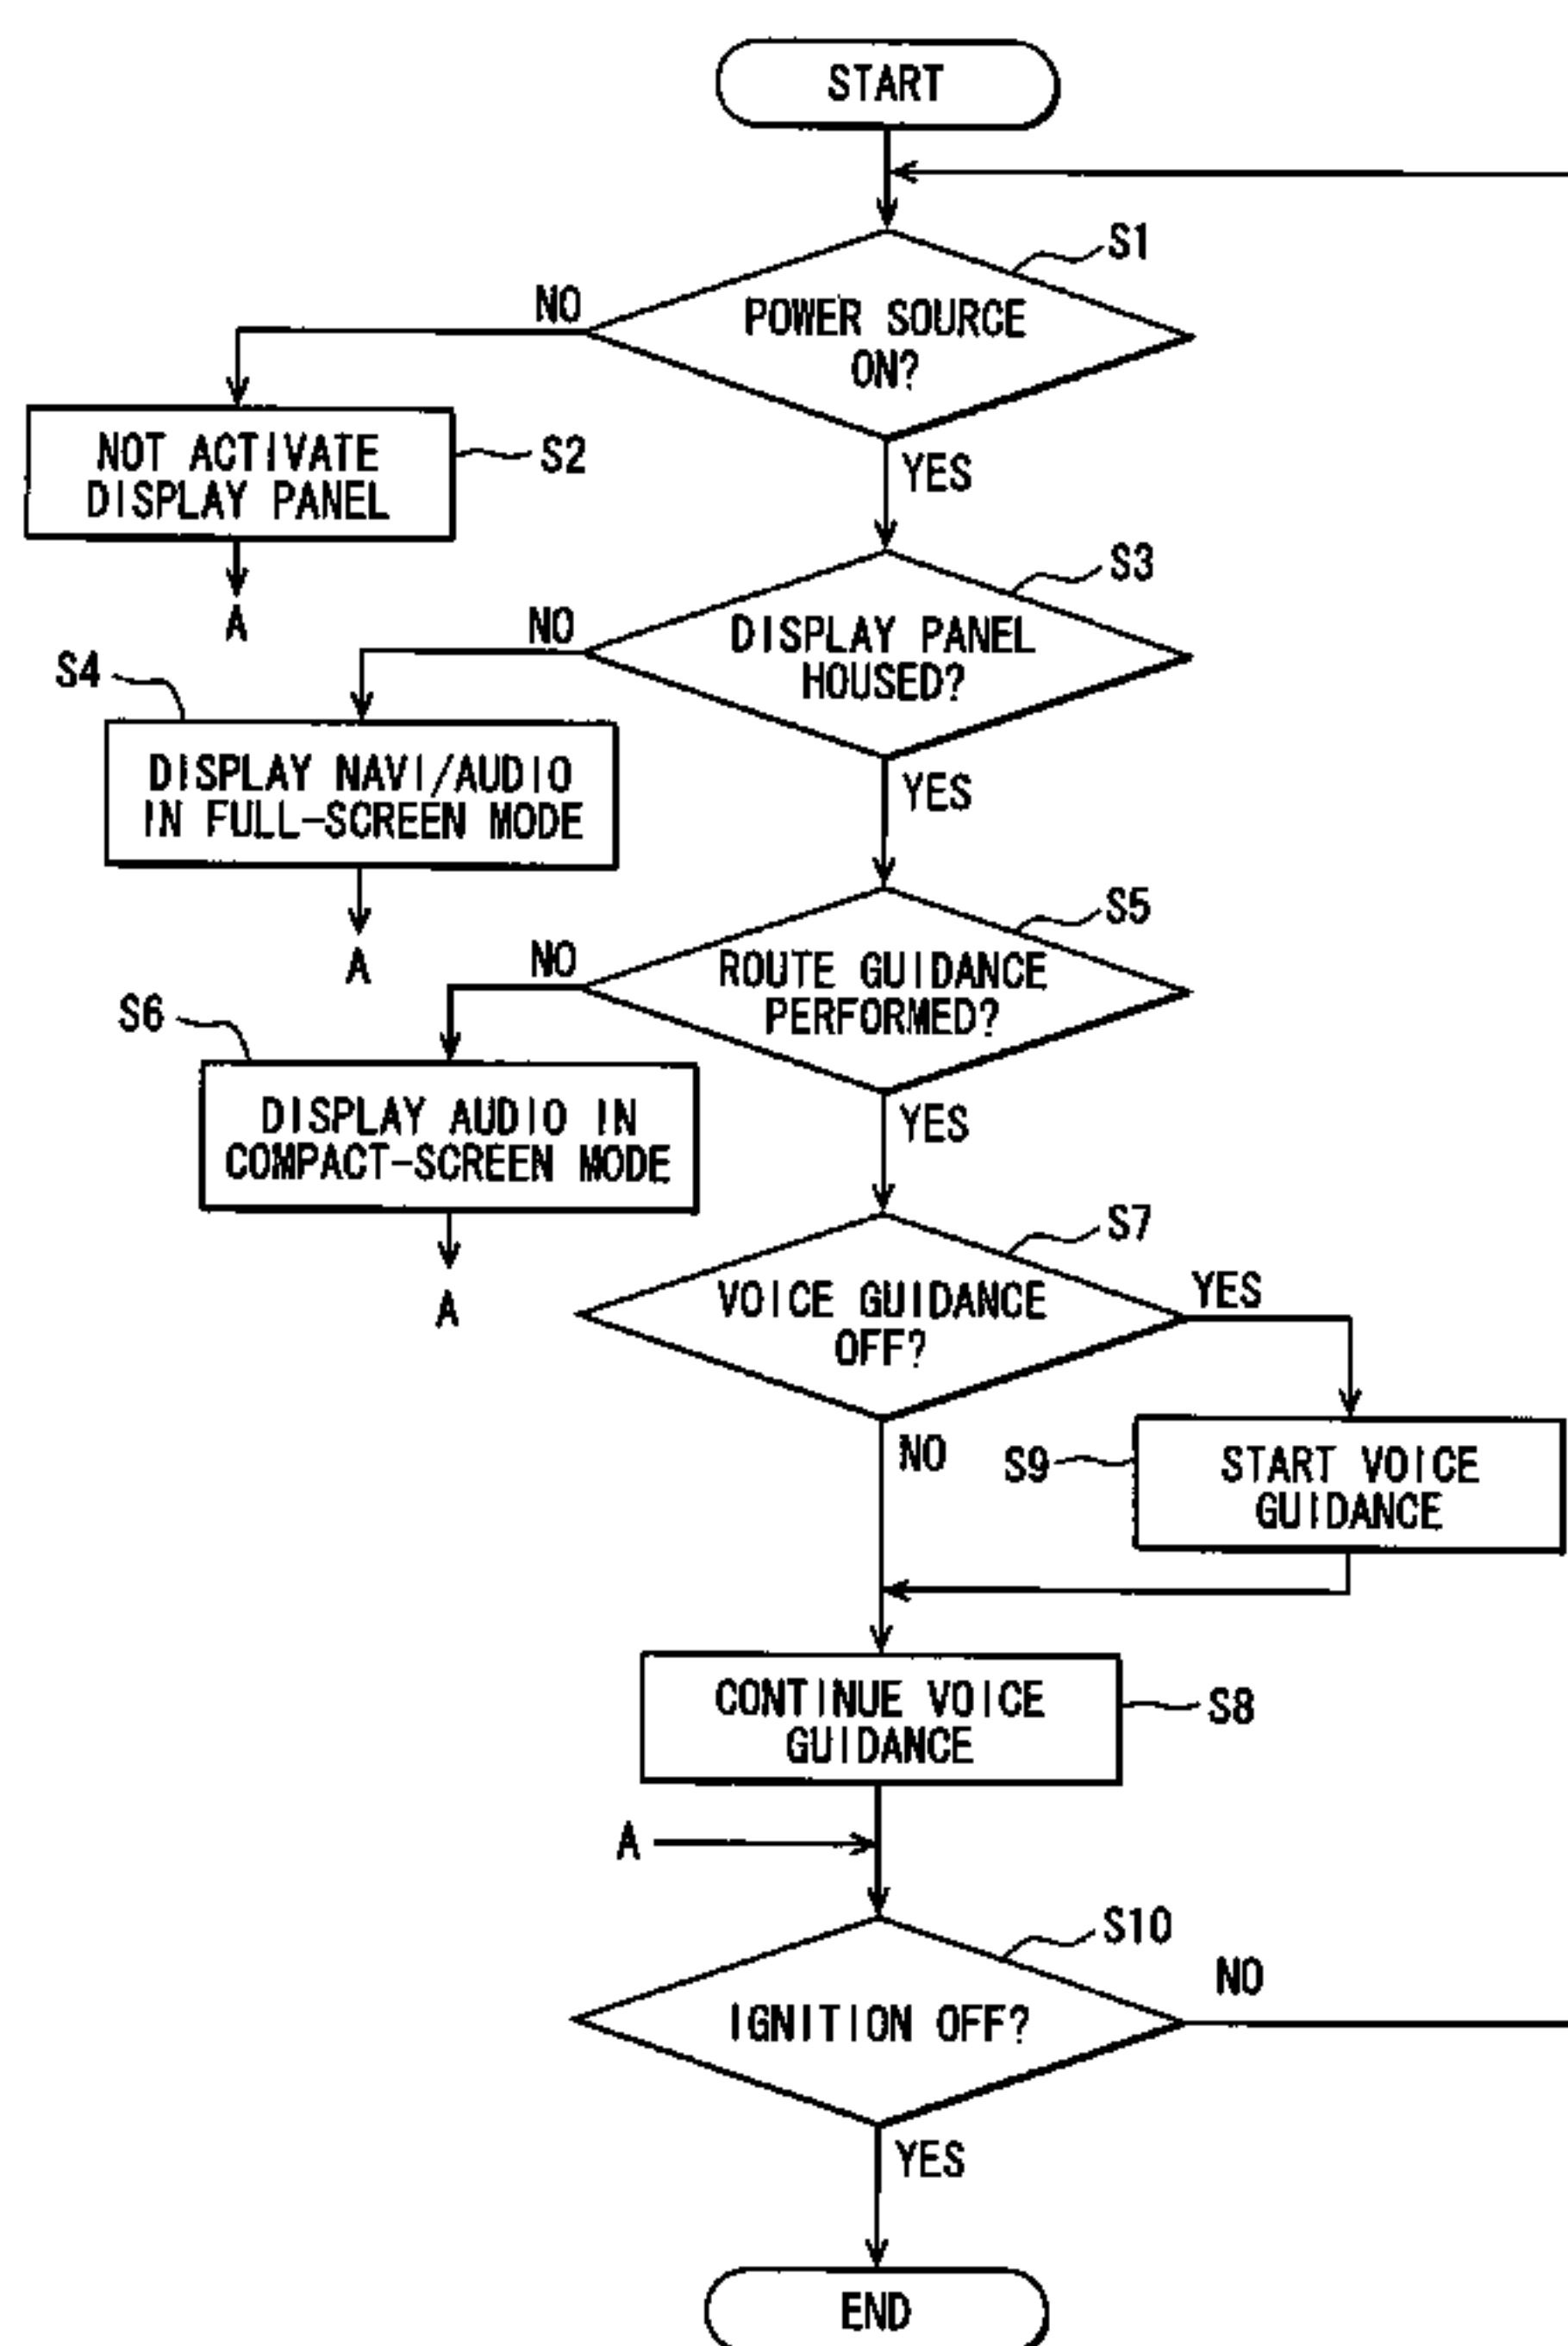 START
S1
NO
POWER SOURCE
ON?
NOT ACTIVATE
DISPLAY PANEL
S2
YES
A
S3
NO
DISPLAY PANEL
HOUSED?
S4
DISPLAY NAVI/AUDIO
IN FULL-SCREEN MODE
YES
A
S5
NO
ROUTE GUIDANCE
PERFORMED?
S6
DISPLAY AUDIO IN
COMPACT-SCREEN MODE
YES
A
S7
VOICE GUIDANCE
OFF?
YES
NO
S9
START VOICE
GUIDANCE
CONTINUE VOICE
GUIDANCE
S8
A
S10
NO
IGNITION OFF?
YES
END